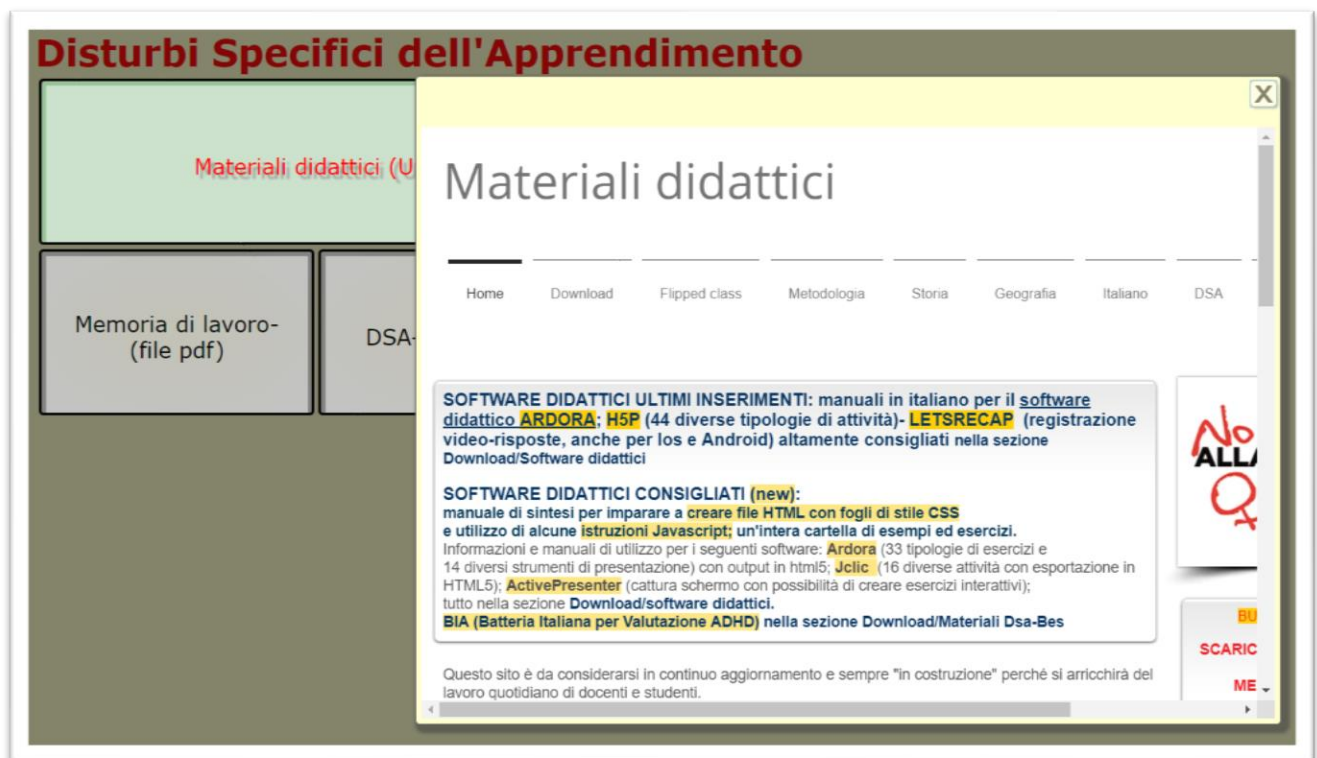 Disturbi Specifici dell'Apprendimento
X
Materiali didattici (U
Memoria di lavoro-
(file pdf)
DSA-
Materiali didattici
Home Download Flipped class Metodologia Storia Geografia Italiano DSA
SOFTWARE DIDATTICI ULTIMI INSERIMENTI: manuali in italiano per il software
didattico ARDORA; H5P (44 diverse tipologie di attività)- LETSRECAP (registrazione
video-risposte, anche per Ios e Android) altamente consigliati nella sezione
Download/Software didattici
SOFTWARE DIDATTICI CONSIGLIATI (new):
manuale di sintesi per imparare a creare file HTML con fogli di stile CSS
e utilizzo di alcune istruzioni Javascript; un'intera cartella di esempi ed esercizi.
Informazioni e manuali di utilizzo per i seguenti software: Ardora (33 tipologie di esercizi e
14 diversi strumenti di presentazione) con output in html5; Jclic (16 diverse attività con esportazione in
HTML5); ActivePresenter (cattura schermo con possibilità di creare esercizi interattivi);
tutto nella sezione Download/software didattici.
BIA (Batteria Italiana per Valutazione ADHD) nella sezione Download/Materiali Dsa-Bes
Questo sito è da considerarsi in continuo aggiornamento e sempre "in costruzione" perché si arricchirà del
lavoro quotidiano di docenti e studenti.
No
ALLA
BU
SCARIC
ME